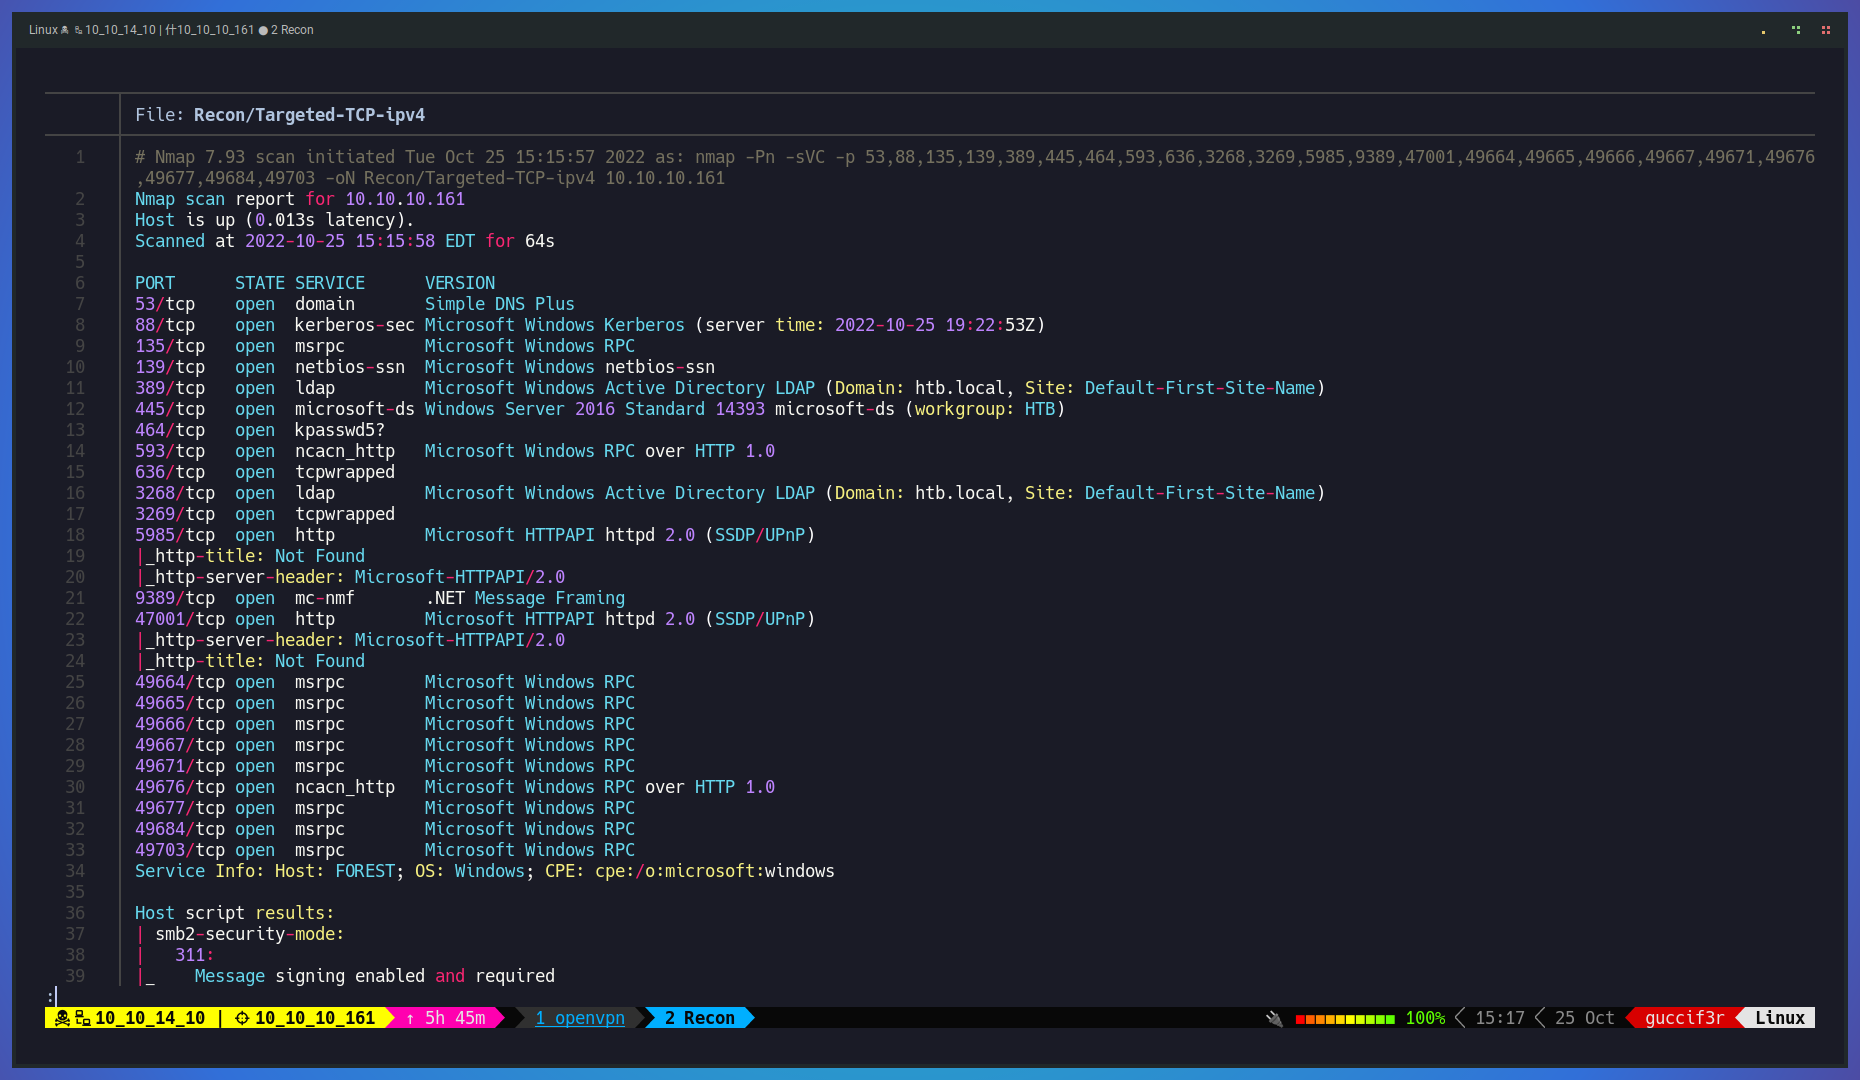 Linux 10_10_14_10 | 什10_10_10_161 ● 2 Recon
File: Recon/Targeted-TCP-ipv4
1 # Nmap 7.93 scan initiated Tue Oct 25 15:15:57 2022 as: nmap -Pn -sVC -p 53,88,135,139,389,445,464,593,636,3268,3269,5985,9389,47001,49664,49665,49666,49667,49671,49676
,49677,49684,49703 -oN Recon/Targeted-TCP-ipv4 10.10.10.161
2 Nmap scan report for 10.10.10.161
3 Host is up (0.013s latency).
4 Scanned at 2022-10-25 15:15:58 EDT for 64s
5
6 PORT      STATE SERVICE      VERSION
7 53/tcp    open  domain       Simple DNS Plus
8 88/tcp    open  kerberos-sec Microsoft Windows Kerberos (server time: 2022-10-25 19:22:53Z)
9 135/tcp   open  msrpc        Microsoft Windows RPC
10 139/tcp   open  netbios-ssn  Microsoft Windows netbios-ssn
11 389/tcp   open  ldap         Microsoft Windows Active Directory LDAP (Domain: htb.local, Site: Default-First-Site-Name)
12 445/tcp   open  microsoft-ds Windows Server 2016 Standard 14393 microsoft-ds (workgroup: HTB)
13 464/tcp   open  kpasswd5?
14 593/tcp   open  ncacn_http   Microsoft Windows RPC over HTTP 1.0
15 636/tcp   open  tcpwrapped
16 3268/tcp  open  ldap         Microsoft Windows Active Directory LDAP (Domain: htb.local, Site: Default-First-Site-Name)
17 3269/tcp  open  tcpwrapped
18 5985/tcp  open  http         Microsoft HTTPAPI httpd 2.0 (SSDP/UPnP)
19 |_http-title: Not Found
20 |_http-server-header: Microsoft-HTTPAPI/2.0
21 9389/tcp  open  mc-nmf       .NET Message Framing
22 47001/tcp open  http         Microsoft HTTPAPI httpd 2.0 (SSDP/UPnP)
23 |_http-server-header: Microsoft-HTTPAPI/2.0
24 |_http-title: Not Found
25 49664/tcp open  msrpc        Microsoft Windows RPC
26 49665/tcp open  msrpc        Microsoft Windows RPC
27 49666/tcp open  msrpc        Microsoft Windows RPC
28 49667/tcp open  msrpc        Microsoft Windows RPC
29 49671/tcp open  msrpc        Microsoft Windows RPC
30 49676/tcp open  ncacn_http   Microsoft Windows RPC over HTTP 1.0
31 49677/tcp open  msrpc        Microsoft Windows RPC
32 49684/tcp open  msrpc        Microsoft Windows RPC
33 49703/tcp open  msrpc        Microsoft Windows RPC
34 Service Info: Host: FOREST; OS: Windows; CPE: cpe:/o:microsoft:windows
35
36 Host script results:
37 | smb2-security-mode:
38 |   311:
39 |_    Message signing enabled and required
:
10_10_14_10 | 10_10_10_161 ↑ 5h 45m 1 openvpn 2 Recon 100% 15:17 25 Oct guccif3r Linux